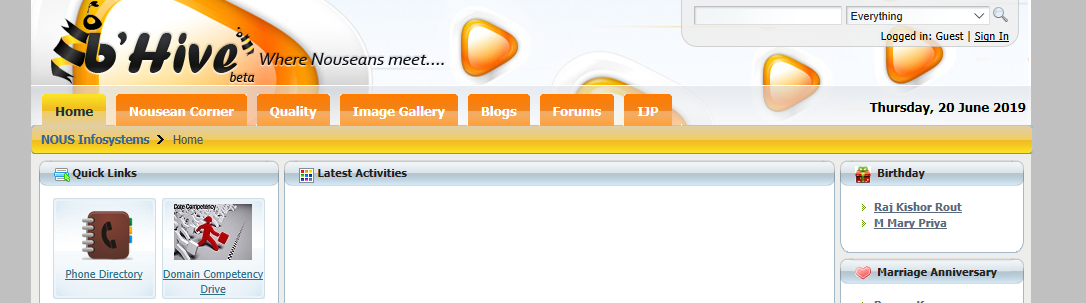 b'Hive
beta
Where Nouseans meet....
Everything
Logged in: Guest | Sign In
Home
Nousean Corner
Quality
Image Gallery
Blogs
Forums
IJP
Thursday, 20 June 2019
NOUS Infosystems
Home
Quick Links
Core Competency
Phone Directory
Domain Competency
Drive
Latest Activities
Birthday
Raj Kishor Rout
M Mary Priya
Marriage Anniversary